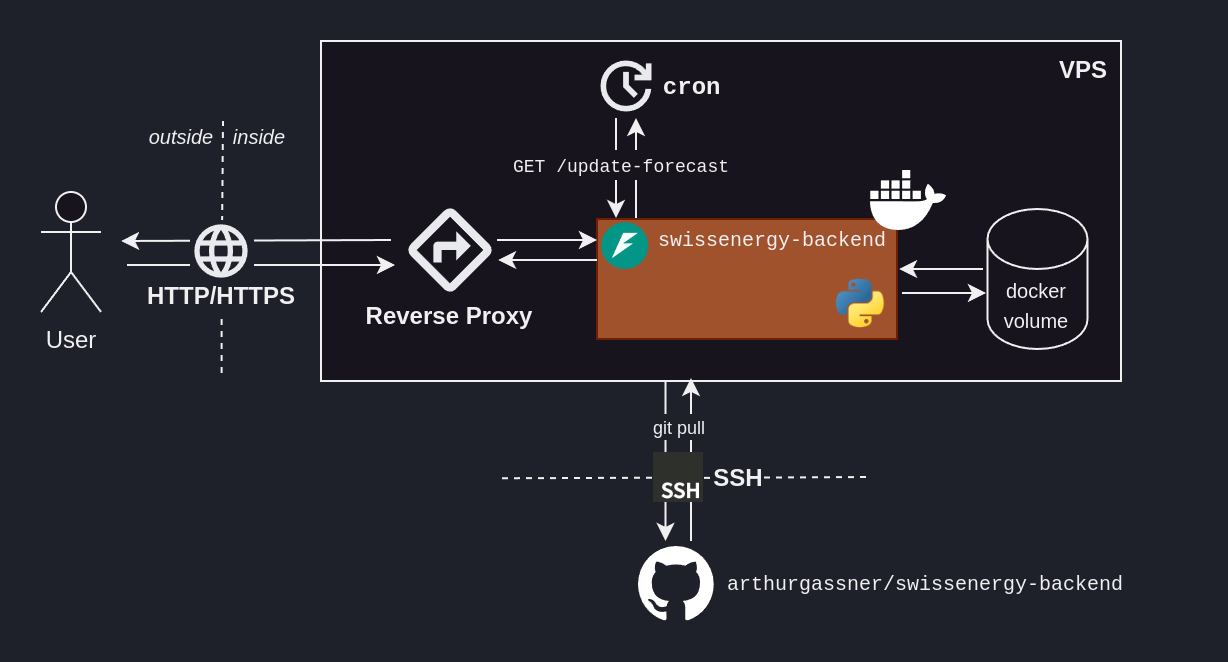 VPS
cron
outside
inside
GET /update-forecast
swissenergy-backend
HTTP/HTTPS
Reverse Proxy
User
docker
volume
git pull
SSH
SSH
arthurgassner/swissenergy-backend